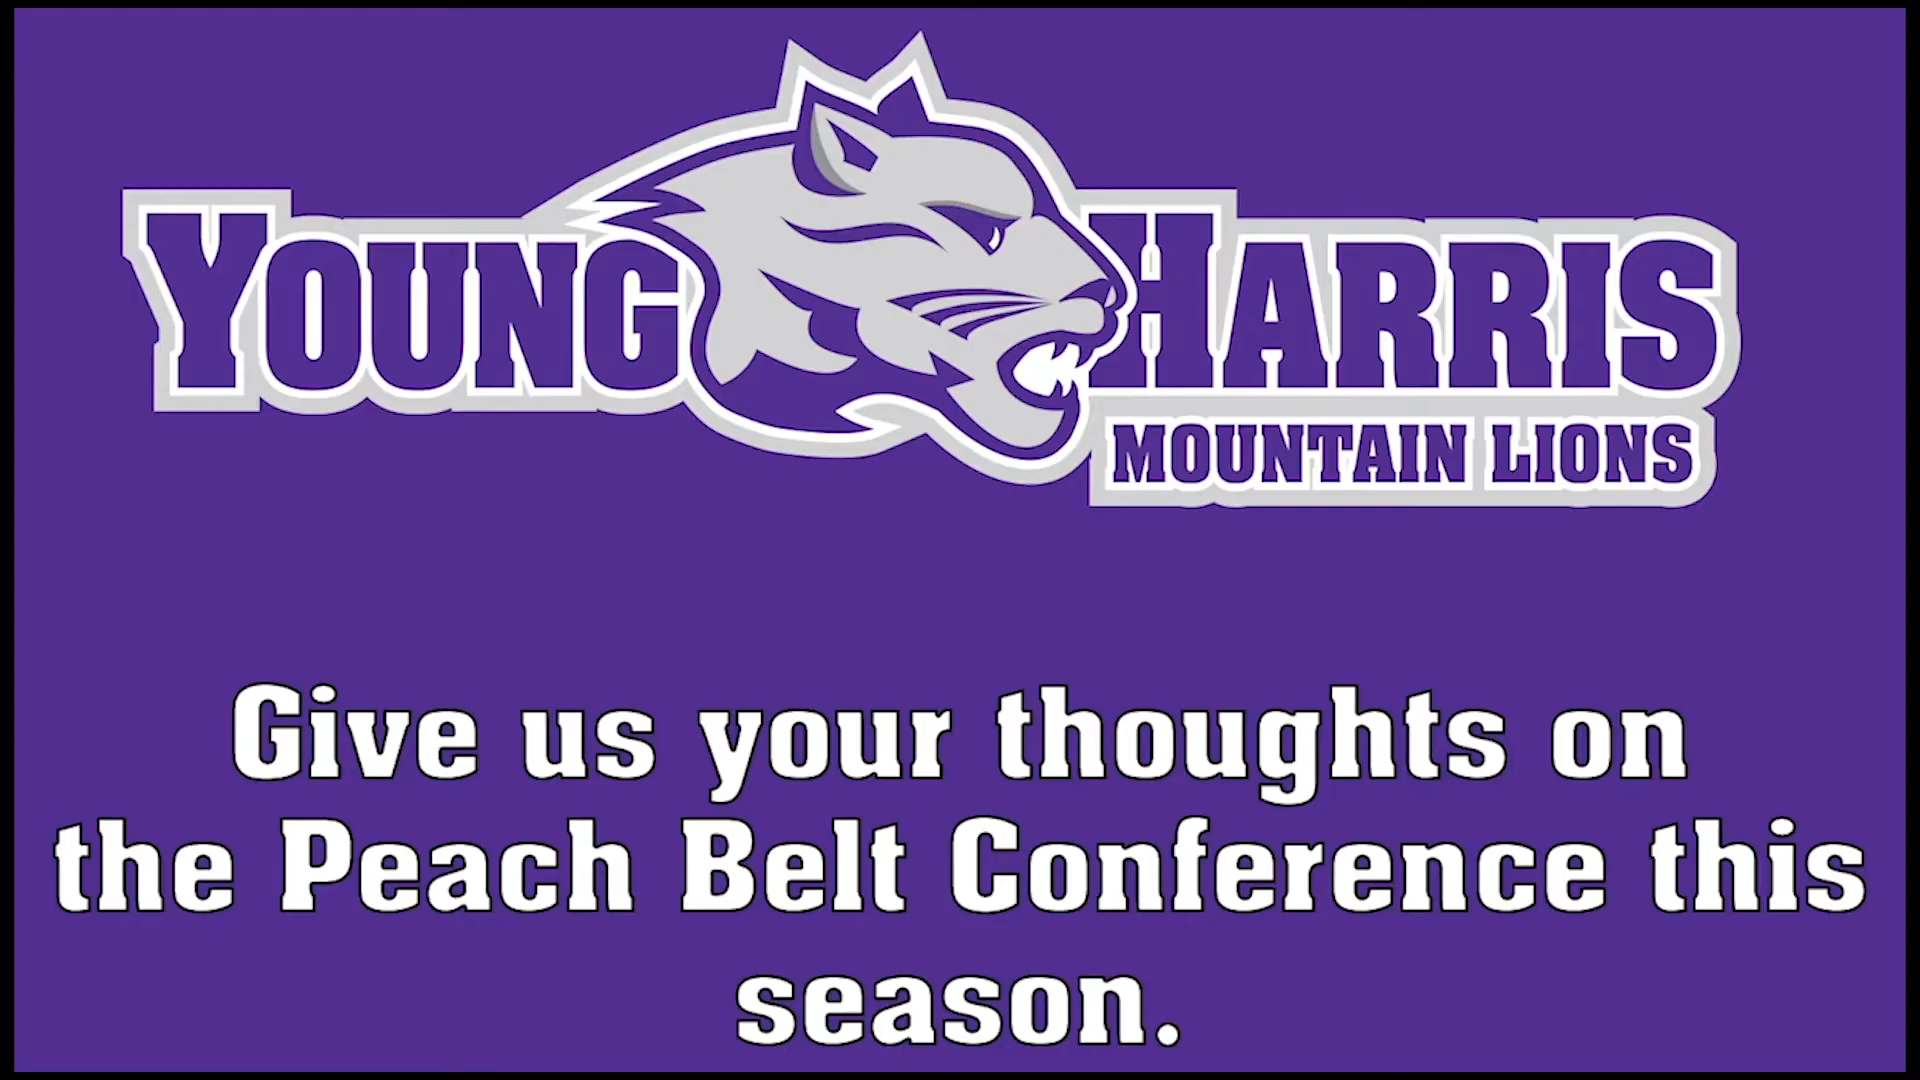 YOUNG HARRIS
MOUNTAIN LIONS
Give us your thoughts on
the Peach Belt Conference this
season.